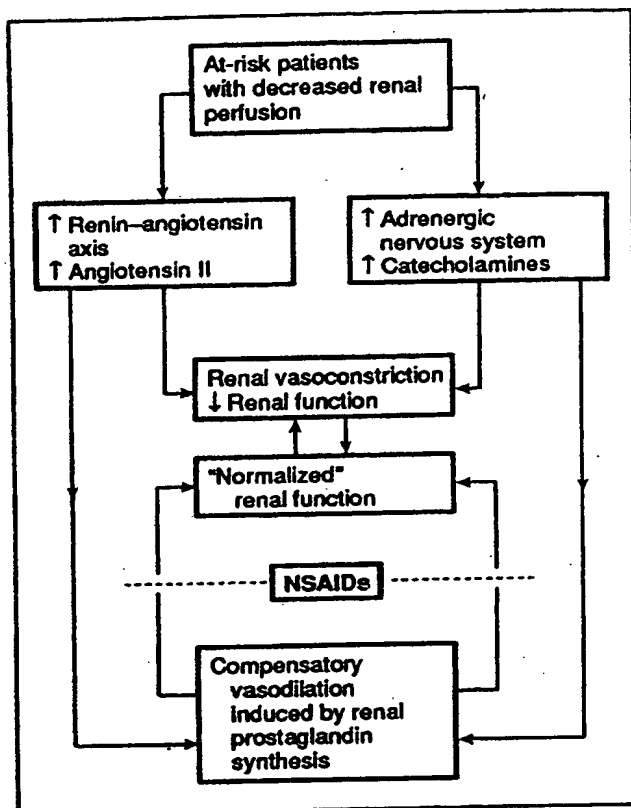 At-risk patients
with decreased renal
perfusion
↑ Renin–angiotensin
axis
↑ Angiotensin II
↑ Adrenergic
nervous system
↑ Catecholamines
Renal vasoconstriction
↓ Renal function
"Normalized"
renal function
NSAIDs
Compensatory
vasodilation
induced by renal
prostaglandin
synthesis